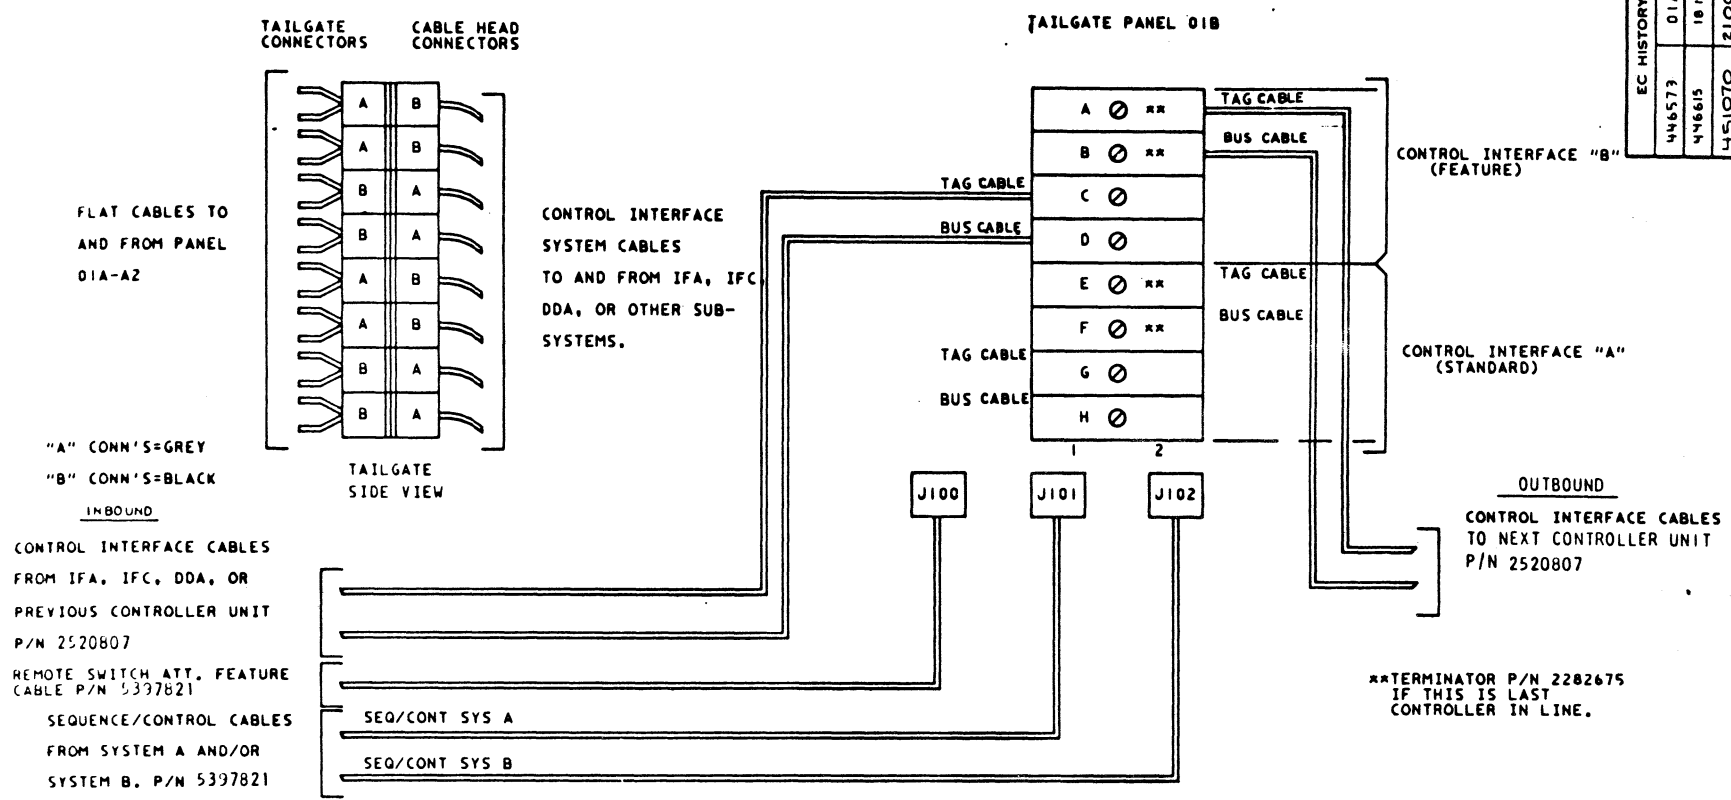 TAILGATE
CONNECTORS
CABLE HEAD
CONNECTORS
TAILGATE PANEL 01B
EC HISTORY
446573
446615
451070
A B
A B
B A
B A
A B
A B
B A
B A
FLAT CABLES TO
AND FROM PANEL
01A-A2
CONTROL INTERFACE
SYSTEM CABLES
TO AND FROM IFA, IFC,
DDA, OR OTHER SUB-
SYSTEMS.
"A" CONN'S=GREY
"B" CONN'S=BLACK
TAILGATE
SIDE VIEW
A **
B **
C
D
E **
F **
G
H
1 2
TAG CABLE
BUS CABLE
TAG CABLE
BUS CABLE
TAG CABLE
BUS CABLE
TAG CABLE
BUS CABLE
CONTROL INTERFACE "B"
(FEATURE)
CONTROL INTERFACE "A"
(STANDARD)
J100
J101
J102
INBOUND
CONTROL INTERFACE CABLES
FROM IFA, IFC, DDA, OR
PREVIOUS CONTROLLER UNIT
P/N 2520807
REMOTE SWITCH ATT. FEATURE
CABLE P/N 5397821
SEQUENCE/CONTROL CABLES
FROM SYSTEM A AND/OR
SYSTEM B. P/N 5397821
SEQ/CONT SYS A
SEQ/CONT SYS B
OUTBOUND
CONTROL INTERFACE CABLES
TO NEXT CONTROLLER UNIT
P/N 2520807
**TERMINATOR P/N 2282675
IF THIS IS LAST
CONTROLLER IN LINE.